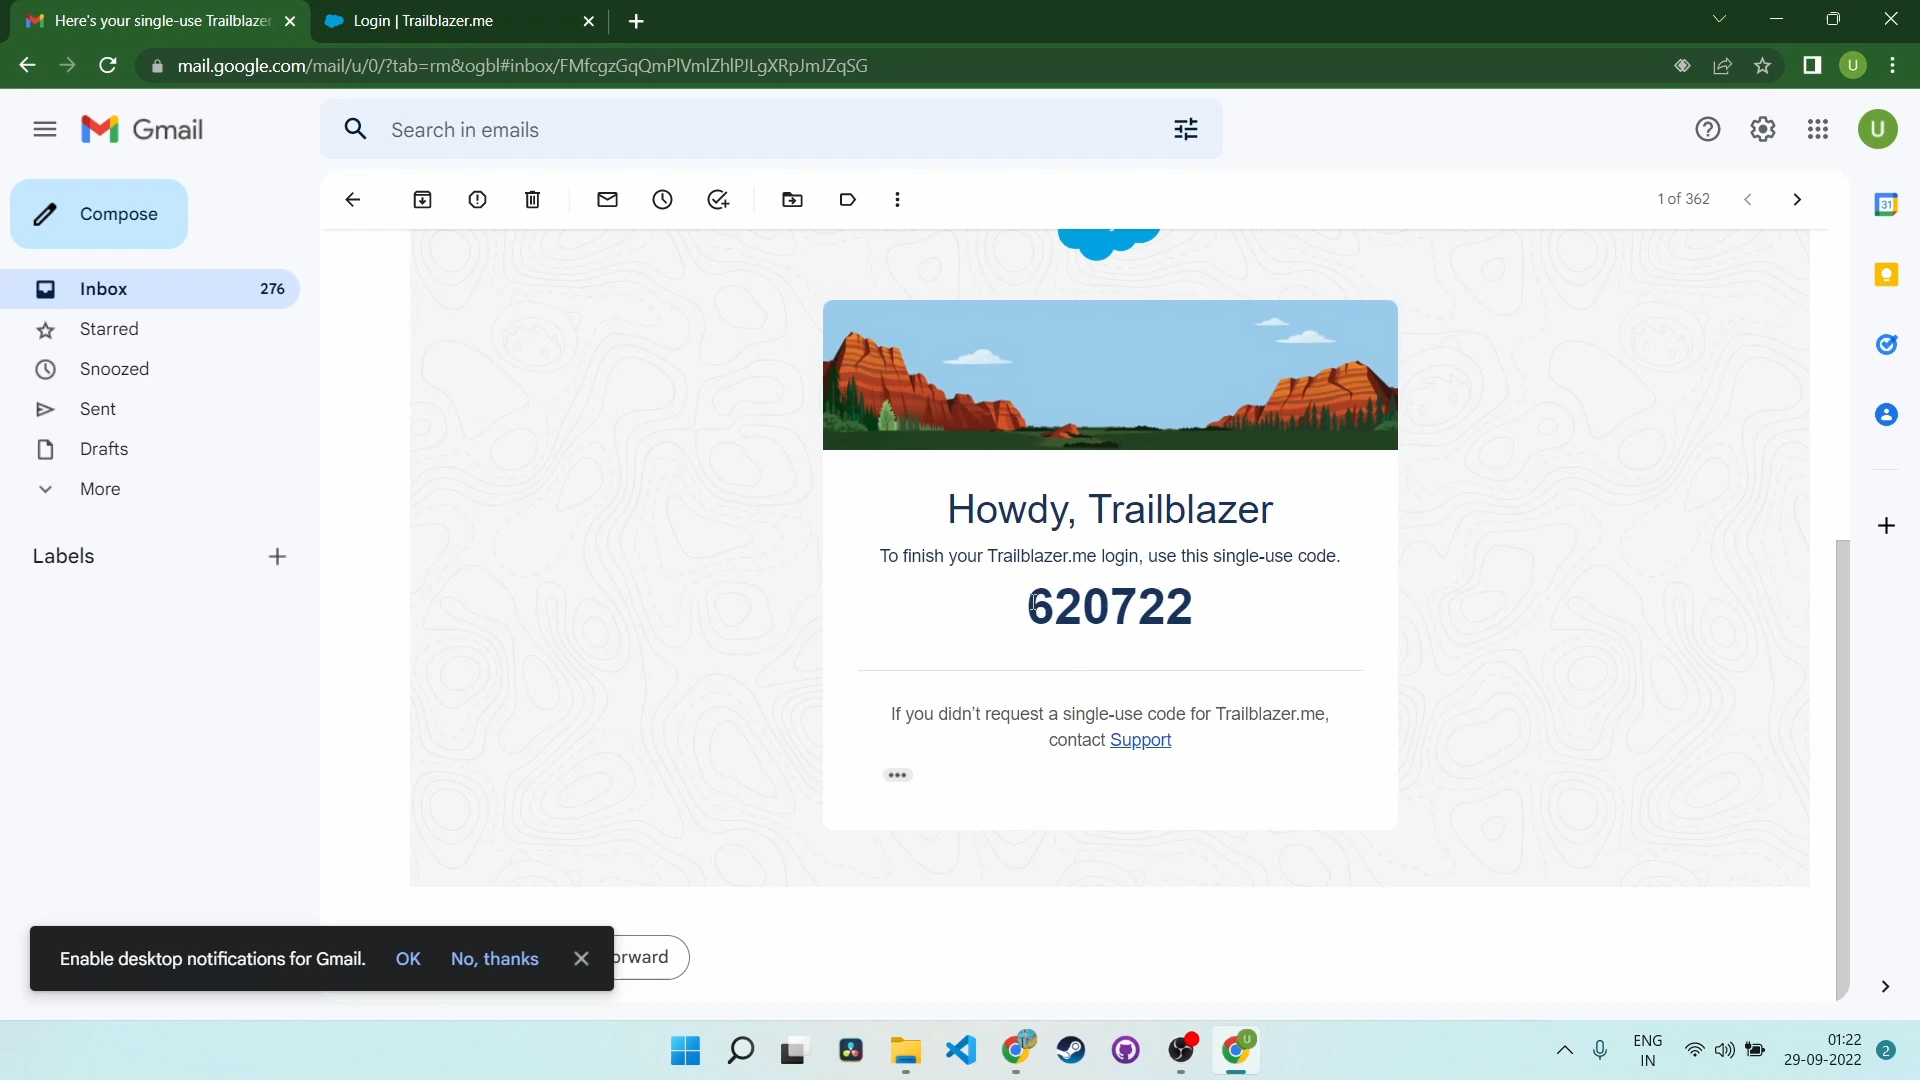 Here's your single-use Trailblazer
Login | Trailblazer.me
mail.google.com/mail/u/0/?tab=rm&ogbl#inbox/FMfcgzGqQmPlVmlZhlPJLgXRpJmJZqSG
U
Gmail
Search in emails
U
Compose
1 of 362
31
Inbox 276
Starred
Snoozed
Sent
Drafts
More
Labels
Howdy, Trailblazer
To finish your Trailblazer.me login, use this single-use code.
620722
If you didn't request a single-use code for Trailblazer.me,
contact Support
Enable desktop notifications for Gmail. OK No, thanks
orward
U
ENG
IN
01:22
29-09-2022
2